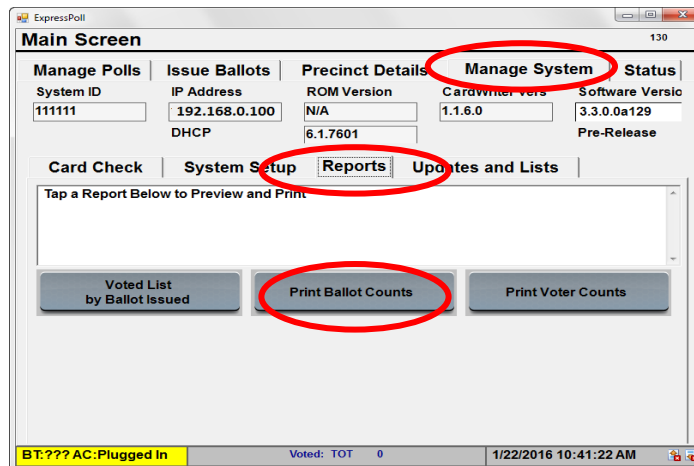 ExpressPoll
Main Screen 130
Manage Polls Issue Ballots Precinct Details Manage System Status
System ID IP Address ROM Version CardWriter Vers Software Versio
111111 192.168.0.100 N/A 1.1.6.0 3.3.0.0a129
DHCP 6.1.7601 Pre-Release
Card Check System Setup Reports Updates and Lists
Tap a Report Below to Preview and Print
Voted List
by Ballot Issued
Print Ballot Counts
Print Voter Counts
BT:??? AC:Plugged In Voted: TOT 0 1/22/2016 10:41:22 AM